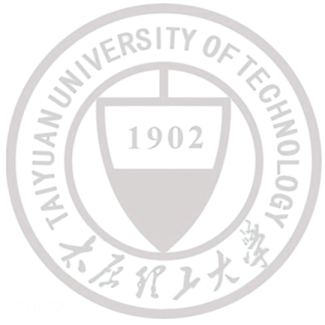 TAIYUAN UNIVERSITY OF TECHNOLOGY
1902
太原理工大学